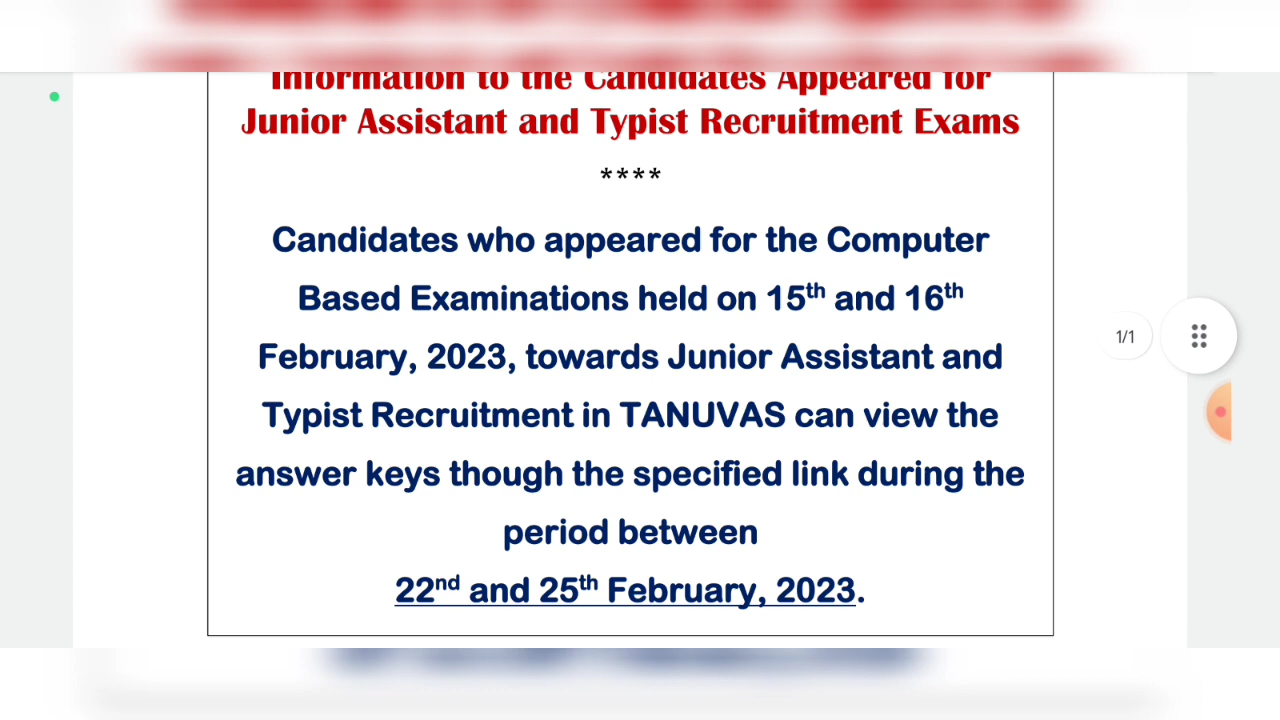 Information to the Candidates Appeared for
Junior Assistant and Typist Recruitment Exams
****
Candidates who appeared for the Computer
Based Examinations held on 15th and 16th
February, 2023, towards Junior Assistant and
Typist Recruitment in TANUVAS can view the
answer keys though the specified link during the
period between
22nd and 25th February, 2023.
1/1